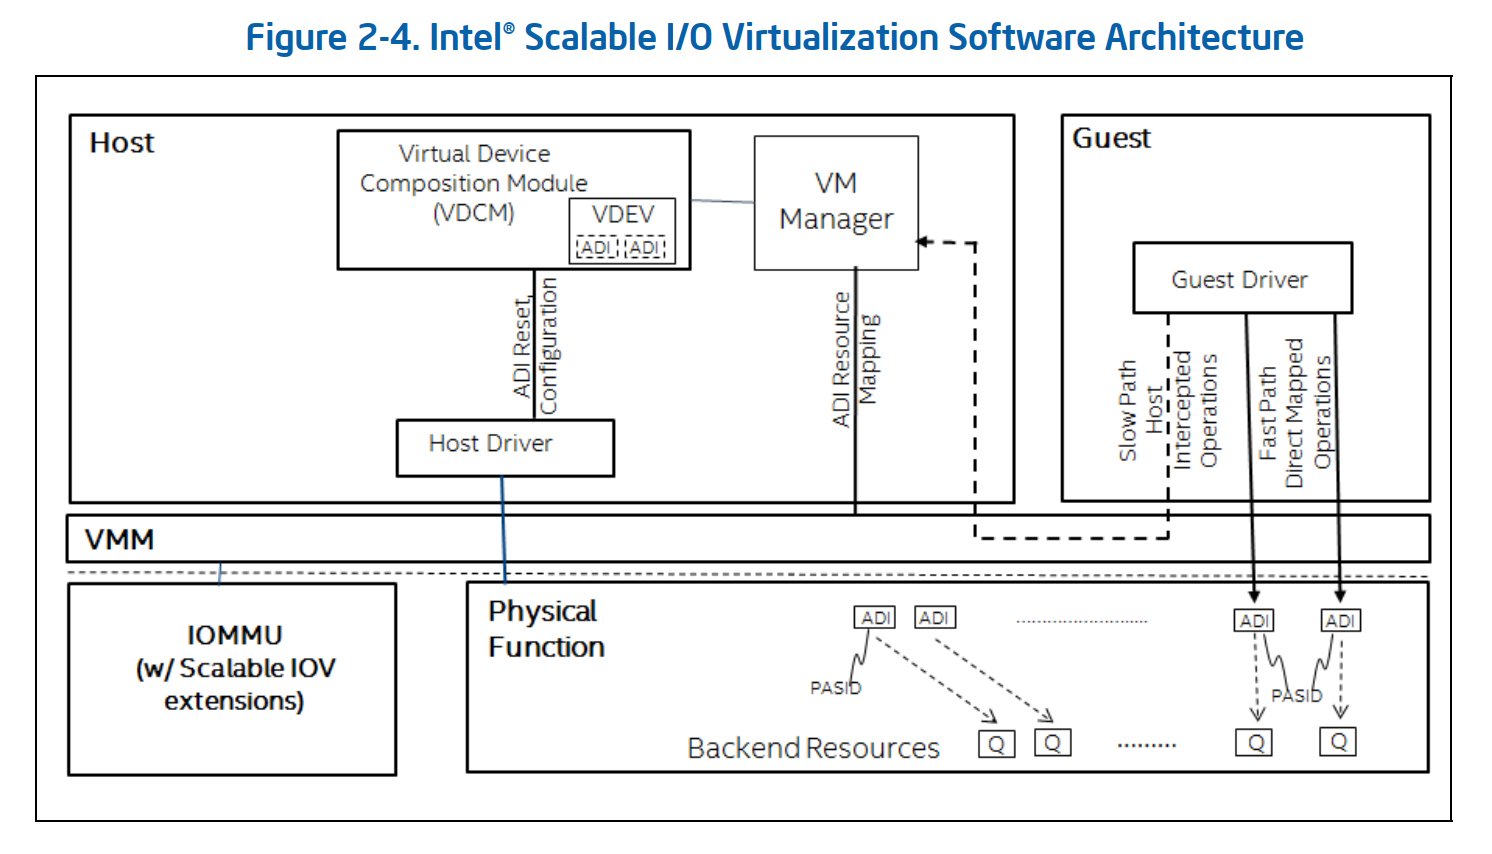 Figure 2-4. Intel® Scalable I/O Virtualization Software Architecture
Host
Virtual Device
Composition Module
(VDCM)
VDEV
ADI ADI
VM
Manager
Guest
Guest Driver
ADI Reset,
Configuration
ADI Resource
Mapping
Slow Path
Host
Intercepted
Operations
Fast Path
Direct Mapped
Operations
Host Driver
VMM
IOMMU
(w/ Scalable IOV
extensions)
Physical
Function
ADI ADI ........................... ADI ADI
PASID PASID
Backend Resources Q Q ......... Q Q